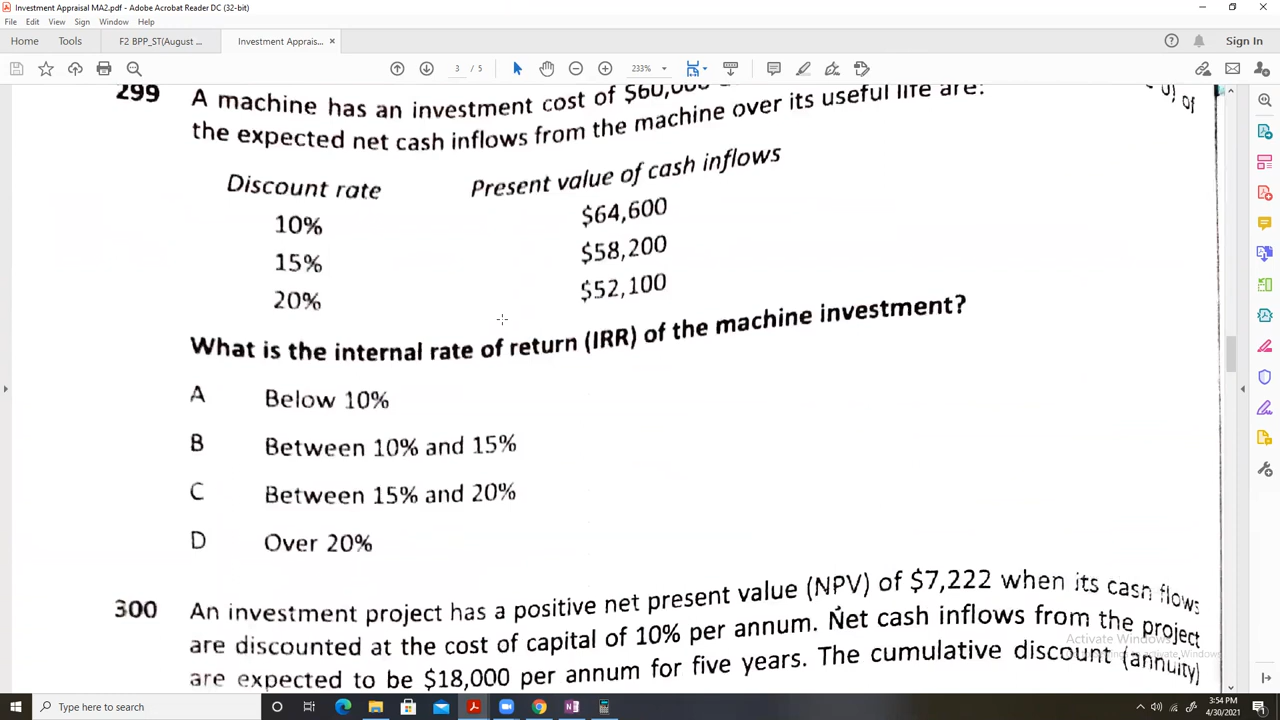 Investment Appraisal MA2.pdf - Adobe Acrobat Reader DC (32-bit)
File Edit View Sign Window Help
Home Tools F2 BPP_ST(August ... Investment Apprais... × Sign In
3 / 5 233%
299 A machine has an investment cost of $60,000
the expected net cash inflows from the machine over its useful life are:
of
Discount rate Present value of cash inflows
10% $64,600
15% $58,200
20% $52,100
What is the internal rate of return (IRR) of the machine investment?
A Below 10%
B Between 10% and 15%
C Between 15% and 20%
D Over 20%
300 An investment project has a positive net present value (NPV) of $7,222 when its cash flows
are discounted at the cost of capital of 10% per annum. Net cash inflows from the project
are expected to be $18,000 per annum for five years. The cumulative discount (annuity)
Activate Windows
Type here to search
3:54 PM
4/30/2021
1